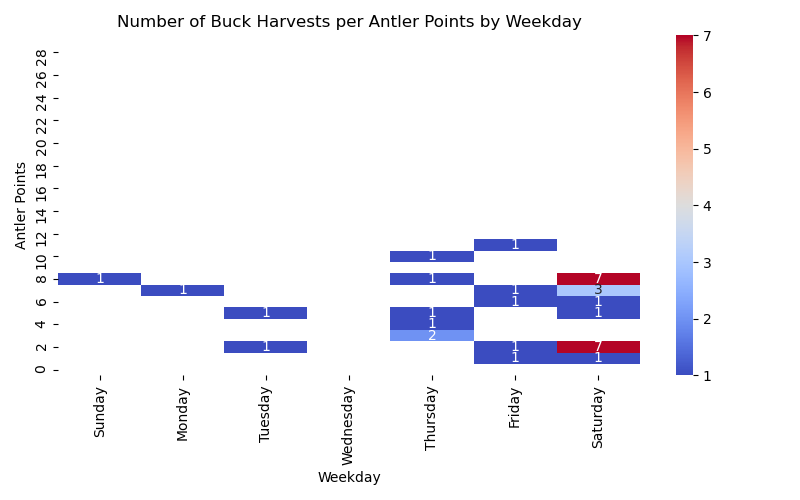 Number of Buck Harvests per Antler Points by Weekday
Antler Points
28
26
24
22
20
18
16
14
12
10
8
6
4
2
0
1
1
1 1 7
1 1 3
1 1
1 1 1
1
2
1 1 7
1 1
Sunday
Monday
Tuesday
Wednesday
Thursday
Friday
Saturday
Weekday
7
6
5
4
3
2
1